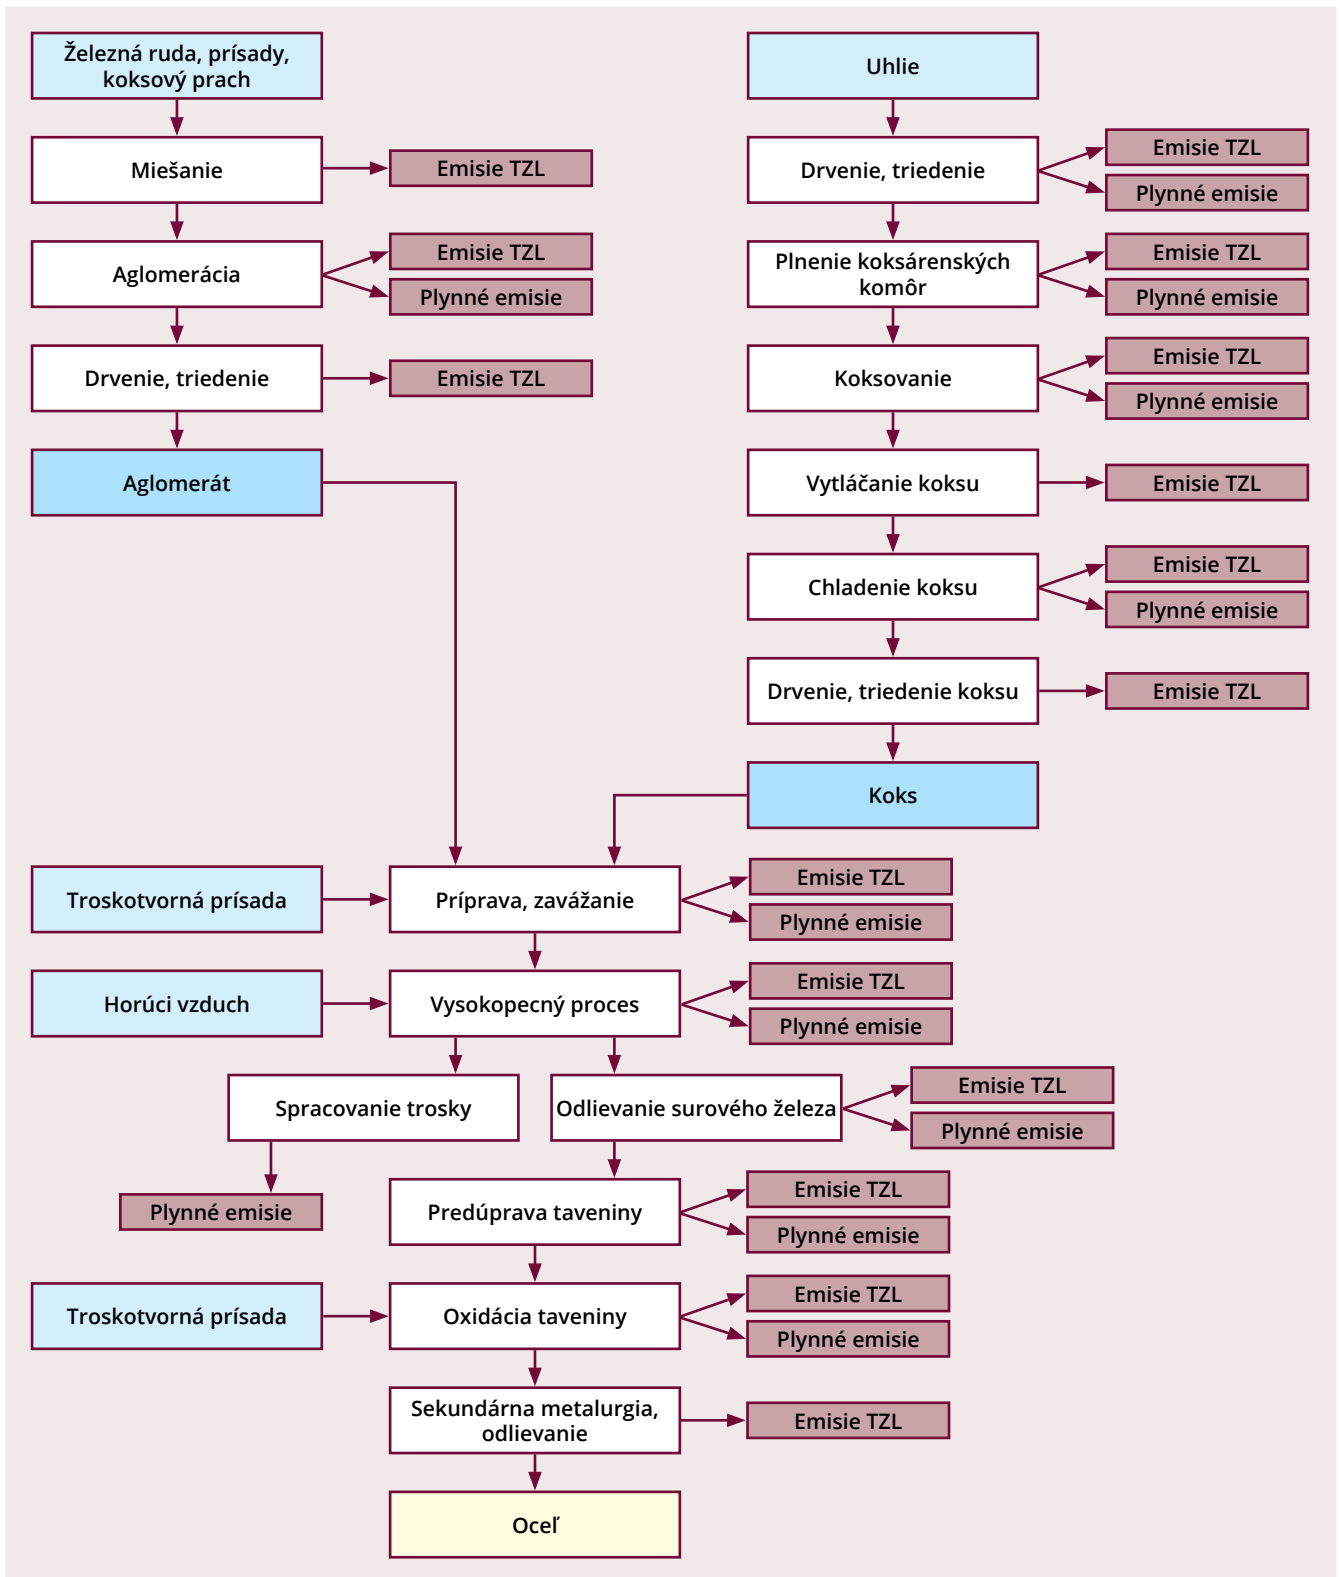 Železná ruda, prísady,
koksový prach
Miešanie
Emisie TZL
Aglomerácia
Emisie TZL
Plynné emisie
Drvenie, triedenie
Emisie TZL
Aglomerát
Uhlie
Drvenie, triedenie
Emisie TZL
Plynné emisie
Plnenie koksárenských
komôr
Emisie TZL
Plynné emisie
Koksovanie
Emisie TZL
Plynné emisie
Vytláčanie koksu
Emisie TZL
Chladenie koksu
Emisie TZL
Plynné emisie
Drvenie, triedenie koksu
Emisie TZL
Koks
Troskotvorná prísada
Príprava, zavážanie
Emisie TZL
Plynné emisie
Horúci vzduch
Vysokopecný proces
Emisie TZL
Plynné emisie
Spracovanie trosky
Plynné emisie
Odlievanie surového železa
Emisie TZL
Plynné emisie
Predúprava taveniny
Emisie TZL
Plynné emisie
Troskotvorná prísada
Oxidácia taveniny
Emisie TZL
Plynné emisie
Sekundárna metalurgia,
odlievanie
Emisie TZL
Oceľ